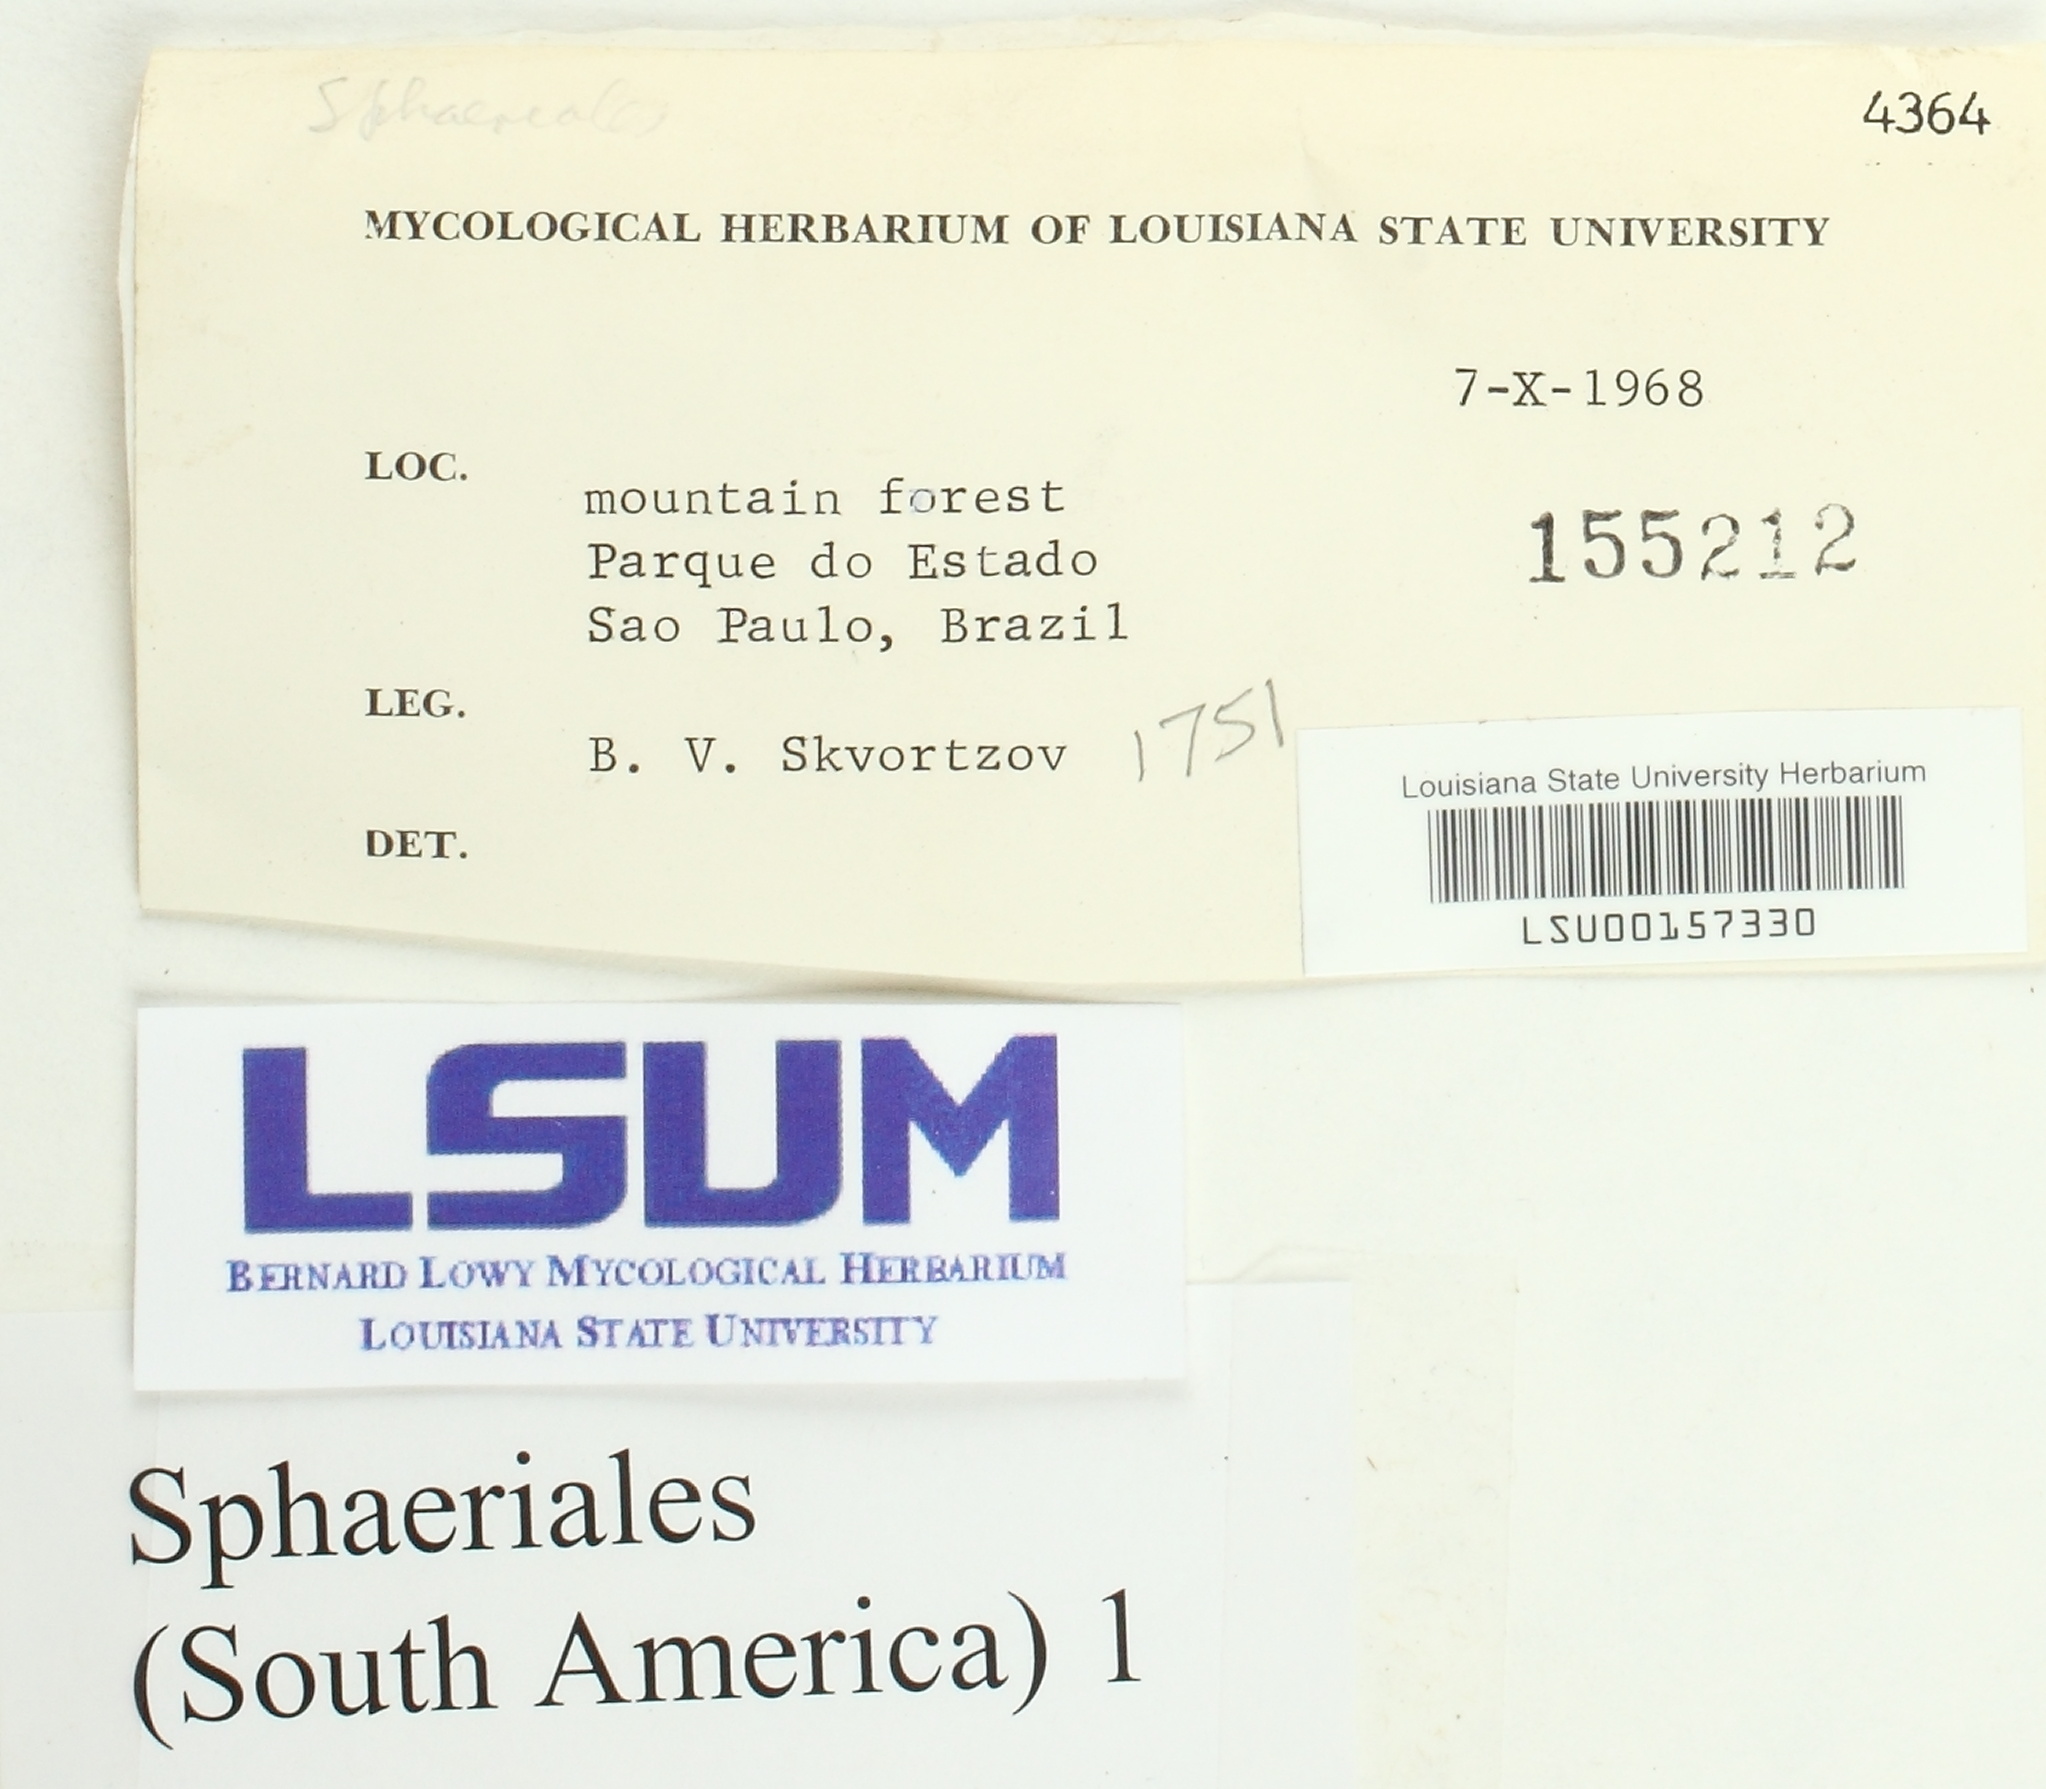 Sphaereales
4364
MYCOLOGICAL HERBARIUM OF LOUISIANA STATE UNIVERSITY
7-X-1968
LOC.
mountain forest
155212
Parque do Estado
Sao Paulo, Brazil
LEG.
B. V. Skvortzov 1751
DET.
Louisiana State University Herbarium
LSU00157330
LSUM
BERNARD LOWY MYCOLOGICAL HERBARIUM
LOUISIANA STATE UNIVERSITY
Sphaeriales
(South America) 1